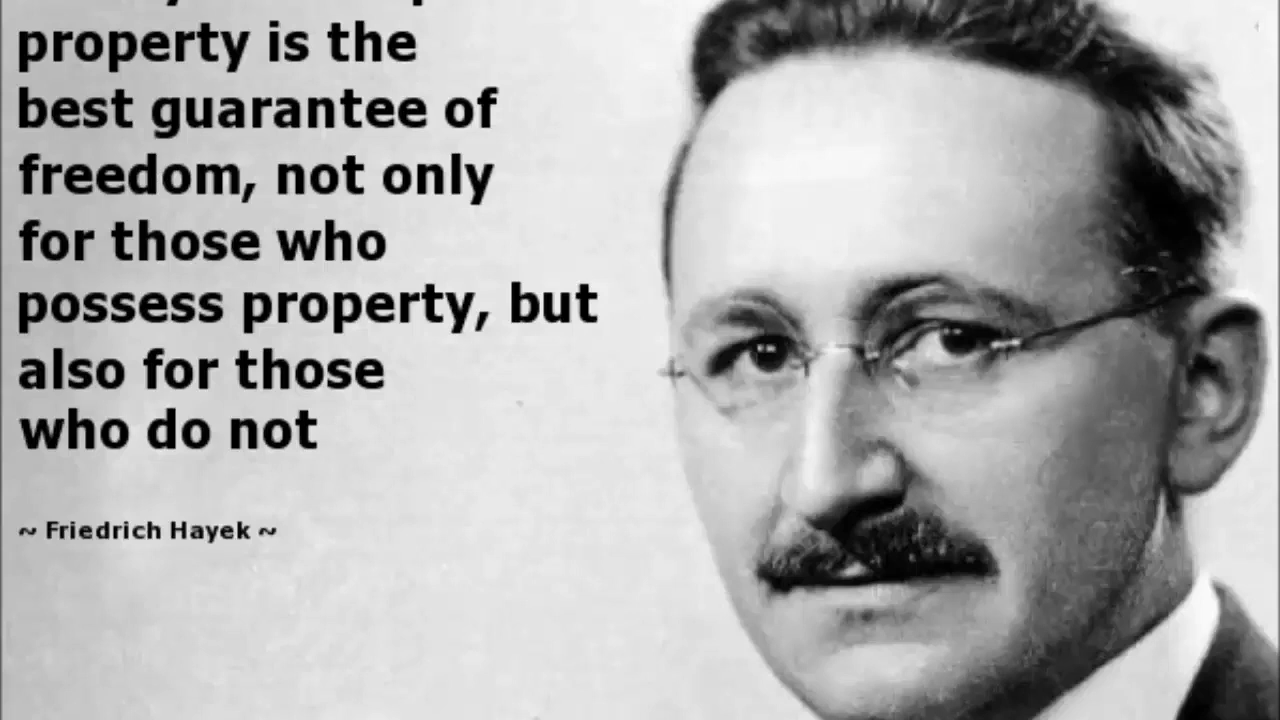 property is the
best guarantee of
freedom, not only
for those who
possess property, but
also for those
who do not
~ Friedrich Hayek ~